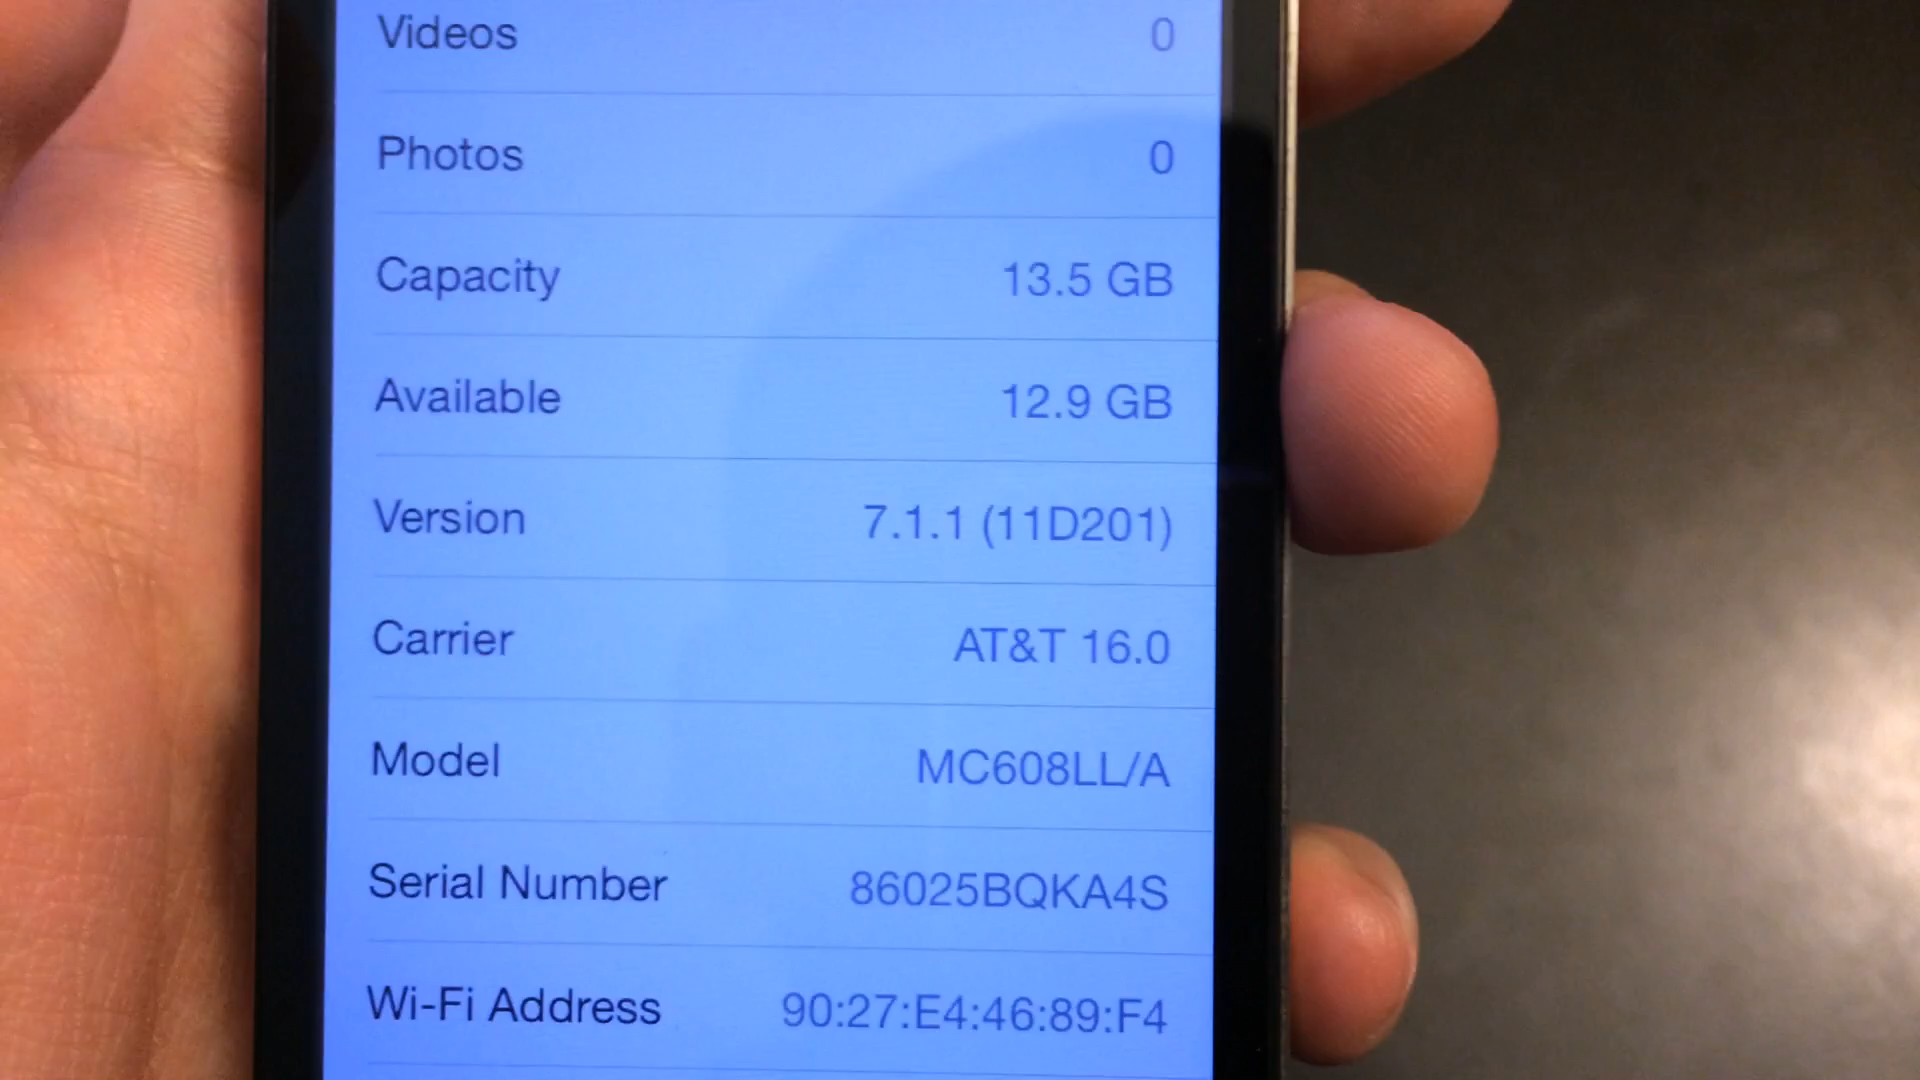 Videos 0
Photos 0
Capacity 13.5 GB
Available 12.9 GB
Version 7.1.1 (11D201)
Carrier AT&T 16.0
Model MC608LL/A
Serial Number 86025BQKA4S
Wi-Fi Address 90:27:E4:46:89:F4